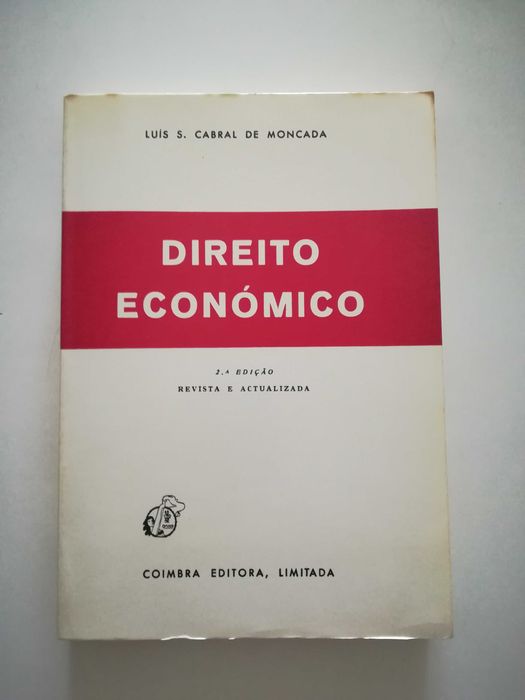 LUÍS S. CABRAL DE MONCADA
DIREITO
ECONÓMICO
2.ª EDIÇÃO
REVISTA E ACTUALIZADA
COIMBRA EDITORA, LIMITADA